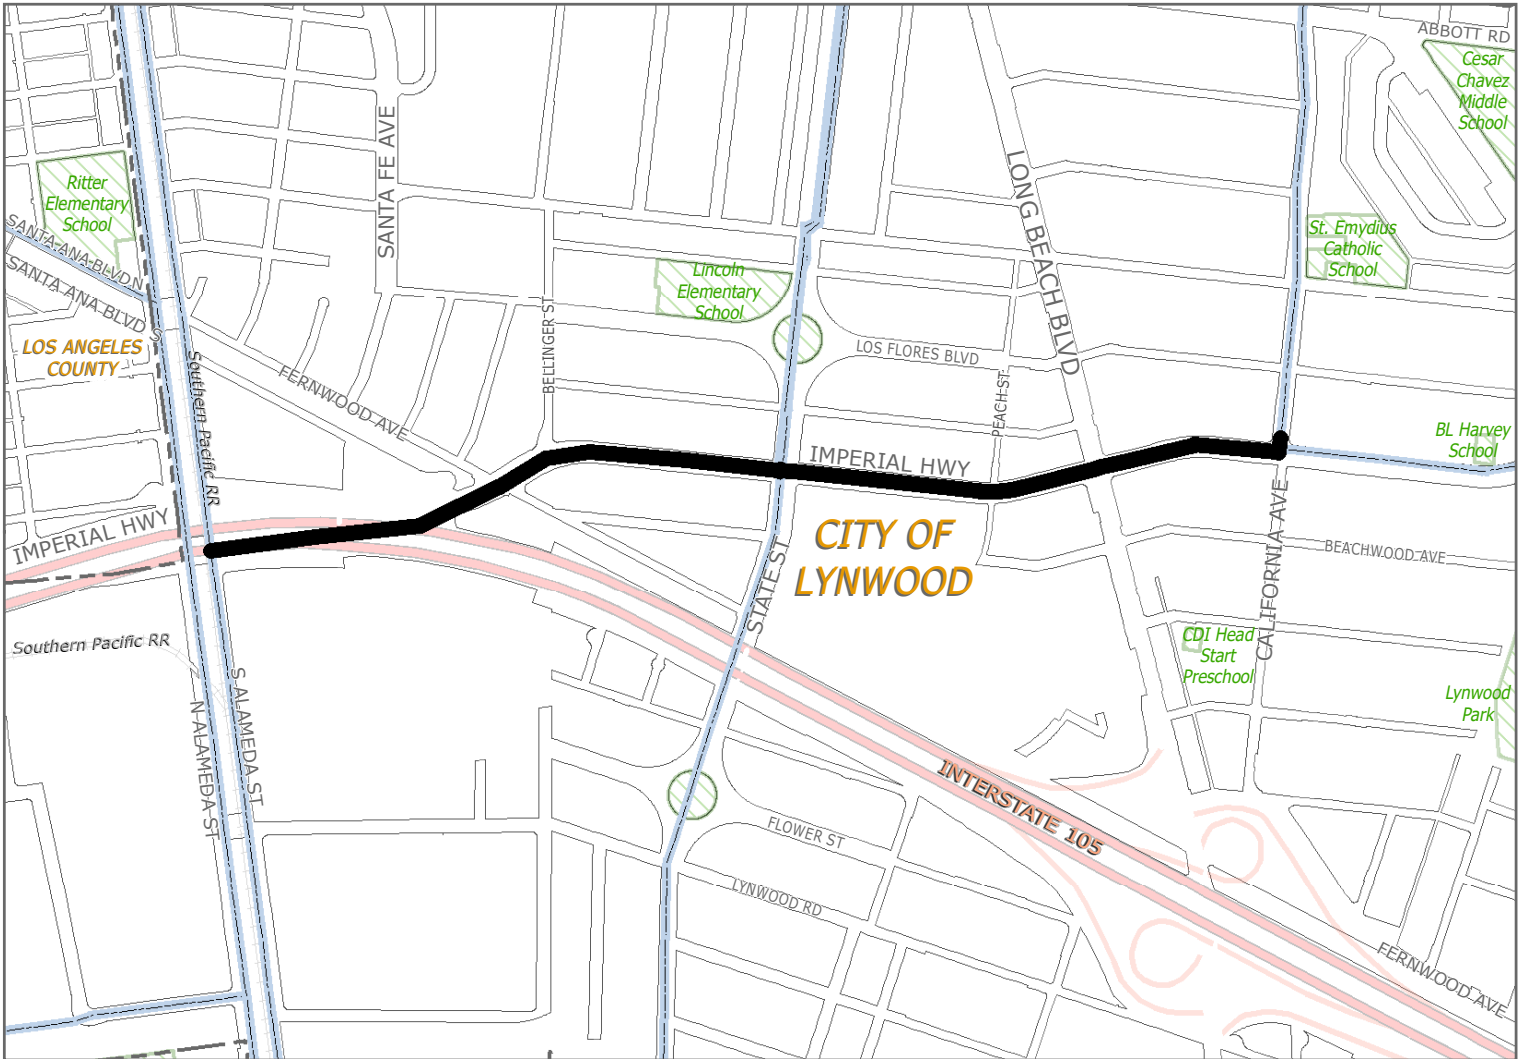 ABBOTT RD
Cesar
Chavez
Middle
School
SANTA FE AVE
LONG BEACH BLVD
Ritter
Elementary
School
SANTA ANA BLVD N
SANTA ANA BLVD S
St. Emydius
Catholic
School
Lincoln
Elementary
School
LOS ANGELES
COUNTY
Southern Pacific RR
BELLINGER ST
LOS FLORES BLVD
FERNWOOD AVE
PEACH ST
BL Harvey
School
IMPERIAL HWY
IMPERIAL HWY
CITY OF
LYNWOOD
STATE ST
CALIFORNIA AVE
BEACHWOOD AVE
Southern Pacific RR
CDI Head
Start
Preschool
Lynwood
Park
S ALAMEDA ST
N ALAMEDA ST
INTERSTATE 105
FLOWER ST
LYNWOOD RD
FERNWOOD AVE